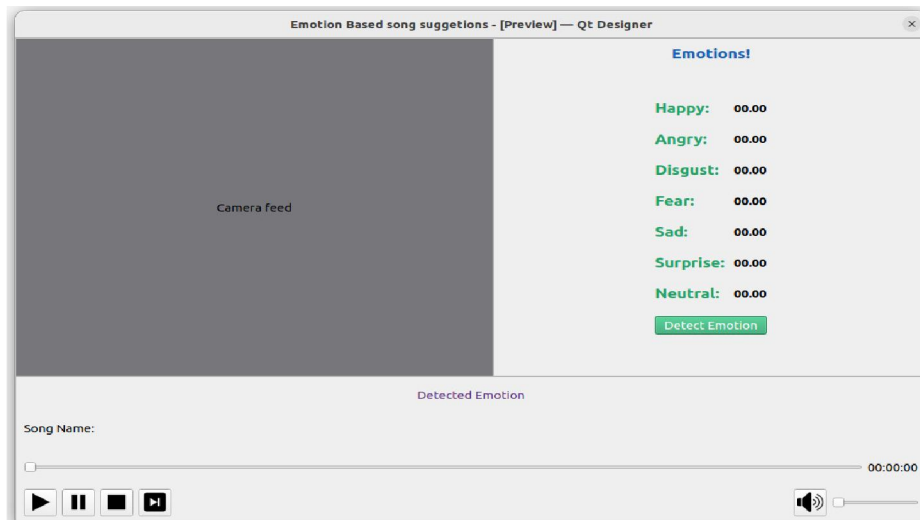 Emotion Based song suggetions - [Preview] — Qt Designer
Camera feed
Emotions!
Happy: 00.00
Angry: 00.00
Disgust: 00.00
Fear: 00.00
Sad: 00.00
Surprise: 00.00
Neutral: 00.00
Detect Emotion
Detected Emotion
Song Name:
00:00:00